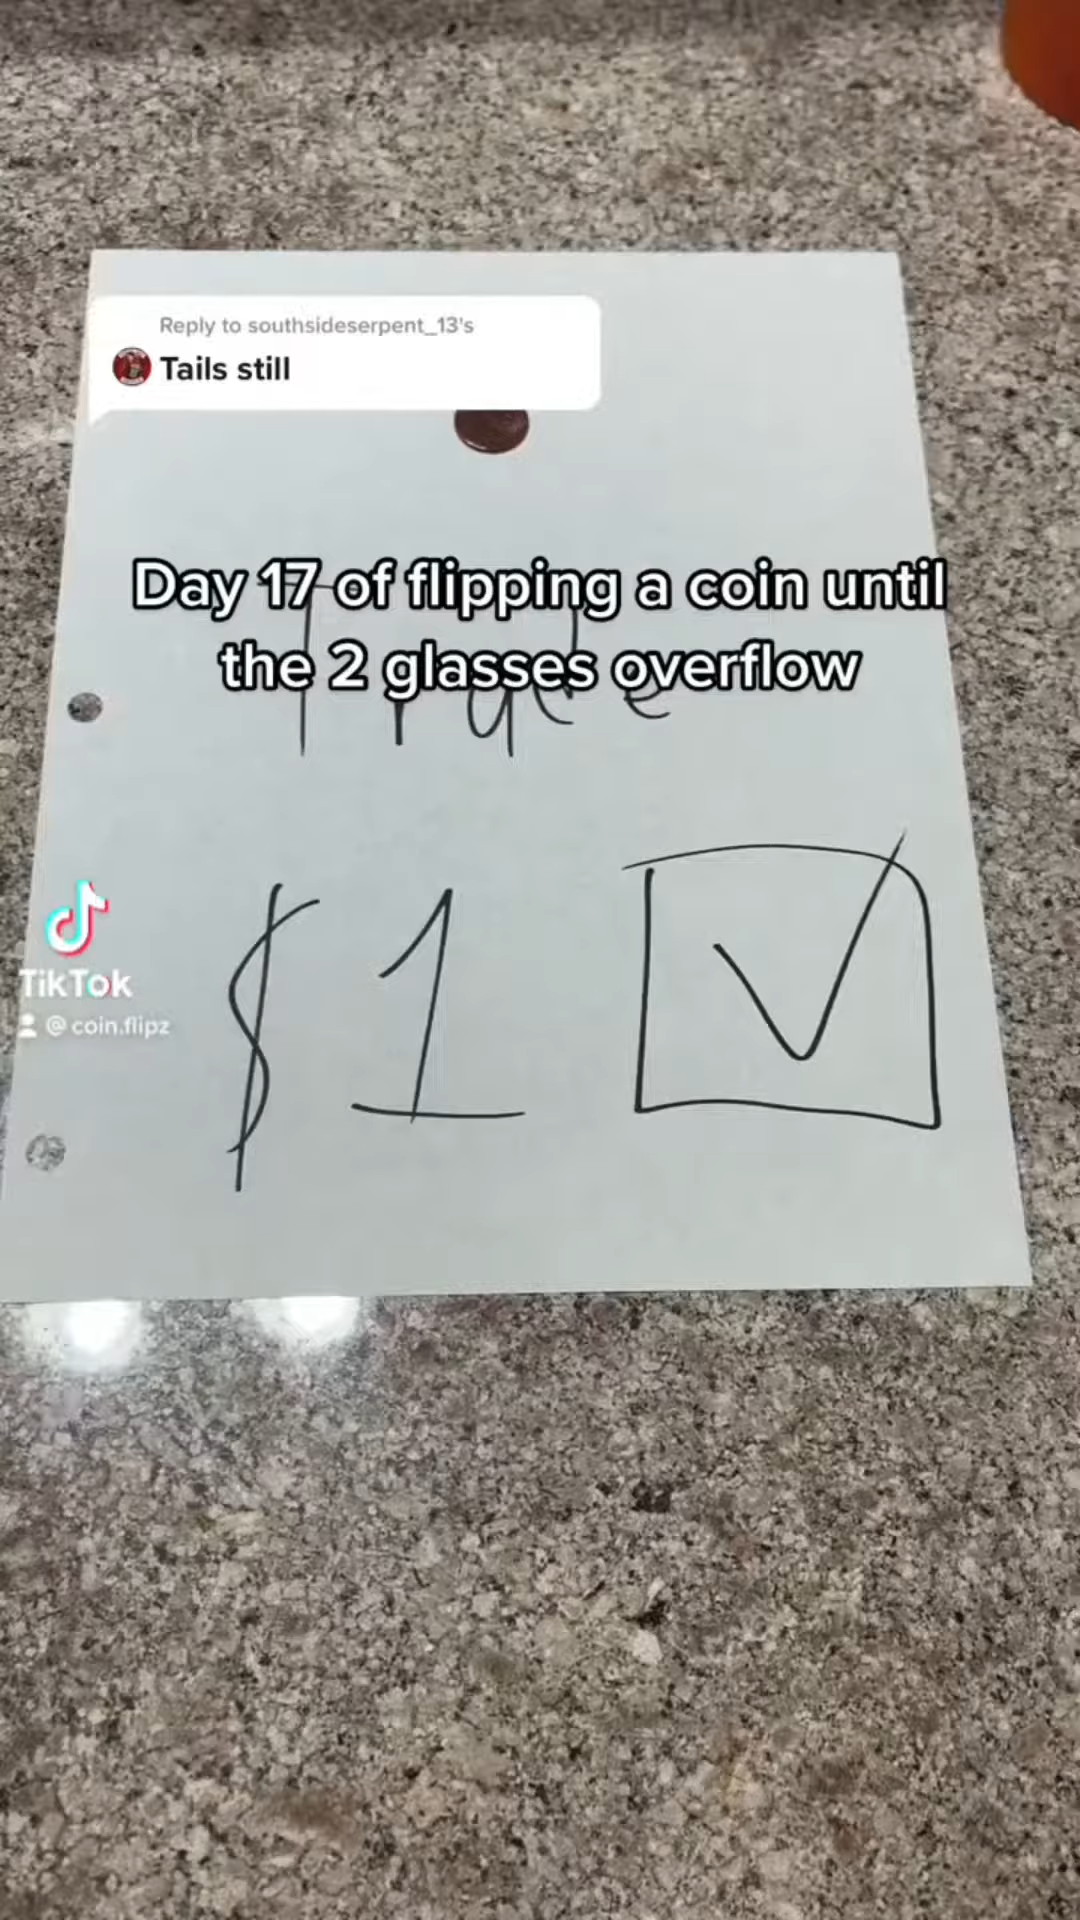 Reply to southsideserpent_13's
Tails still
Day 17 of flipping a coin until
the 2 glasses overflow
Trade
$1
TikTok
@coin.flipz